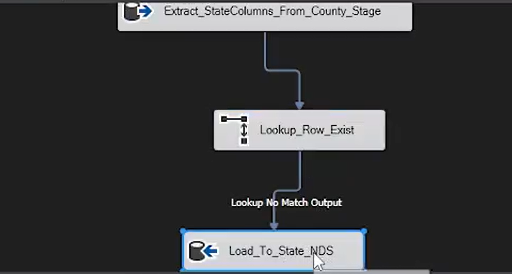 Extract_StateColumns_From_County_Stage
Lookup_Row_Exist
Lookup No Match Output
Load_To_State_NDS